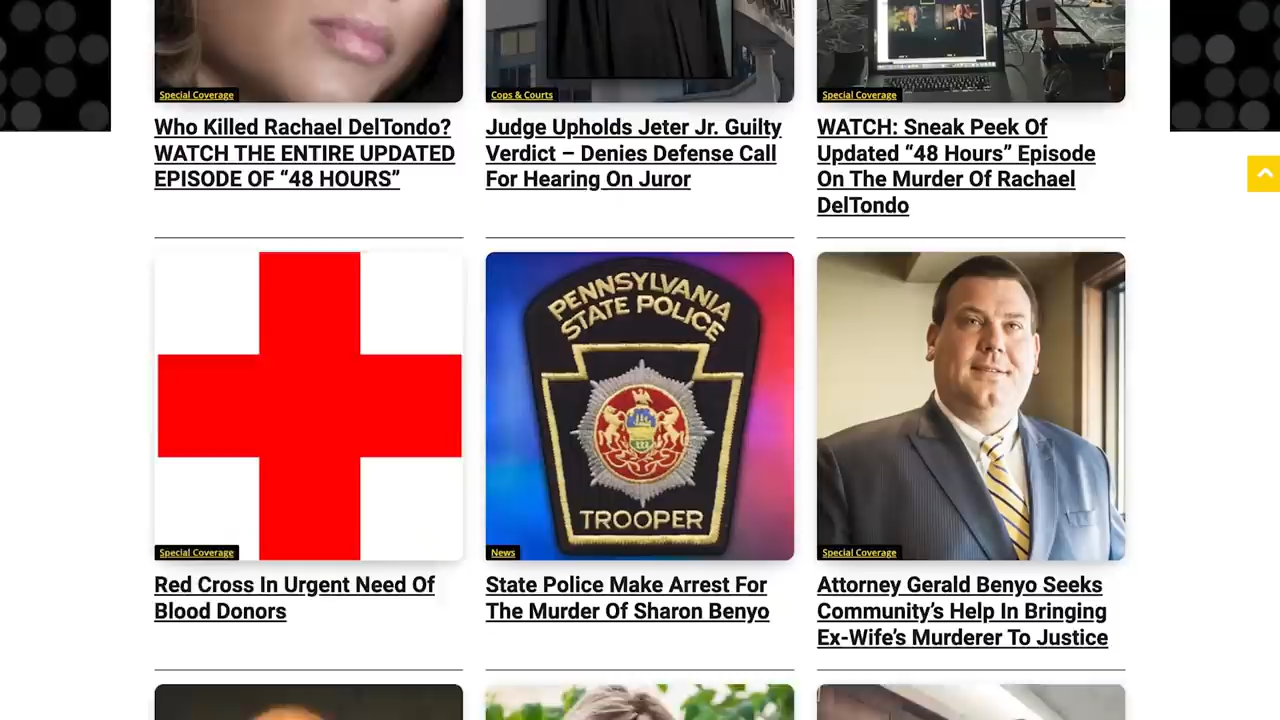 Special Coverage
Cops & Courts
Special Coverage
Who Killed Rachael DelTondo?
WATCH THE ENTIRE UPDATED
EPISODE OF “48 HOURS”
Judge Upholds Jeter Jr. Guilty
Verdict – Denies Defense Call
For Hearing On Juror
WATCH: Sneak Peek Of
Updated “48 Hours” Episode
On The Murder Of Rachael
DelTondo
PENNSYLVANIA
STATE POLICE
TROOPER
Special Coverage
News
Special Coverage
Red Cross In Urgent Need Of
Blood Donors
State Police Make Arrest For
The Murder Of Sharon Benyo
Attorney Gerald Benyo Seeks
Community’s Help In Bringing
Ex-Wife’s Murderer To Justice